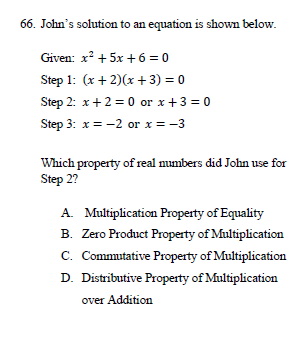 66. John's solution to an equation is shown below.
Given: x² + 5x + 6 = 0
Step 1: (x + 2)(x + 3) = 0
Step 2: x + 2 = 0 or x + 3 = 0
Step 3: x = −2 or x = −3
Which property of real numbers did John use for
Step 2?
A. Multiplication Property of Equality
B. Zero Product Property of Multiplication
C. Commutative Property of Multiplication
D. Distributive Property of Multiplication
over Addition